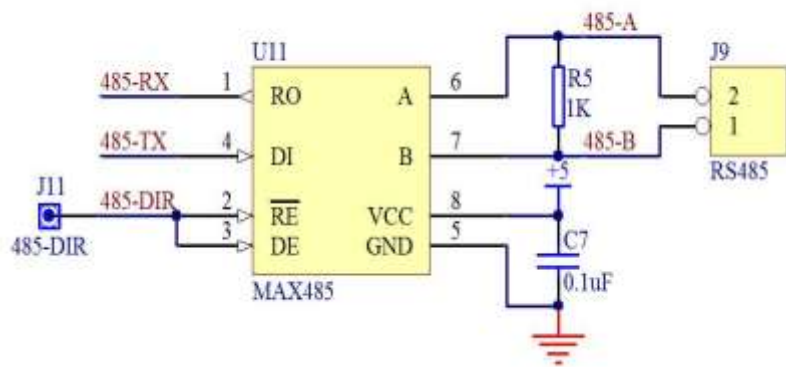 485-A
U11
J9
485-RX
1
RO
A
6
R5
1K
2
1
485-TX
4
DI
B
7
485-B
RS485
+5
J11
485-DIR
2
RE
VCC
8
3
DE
GND
5
C7
0.1uF
485-DIR
MAX485